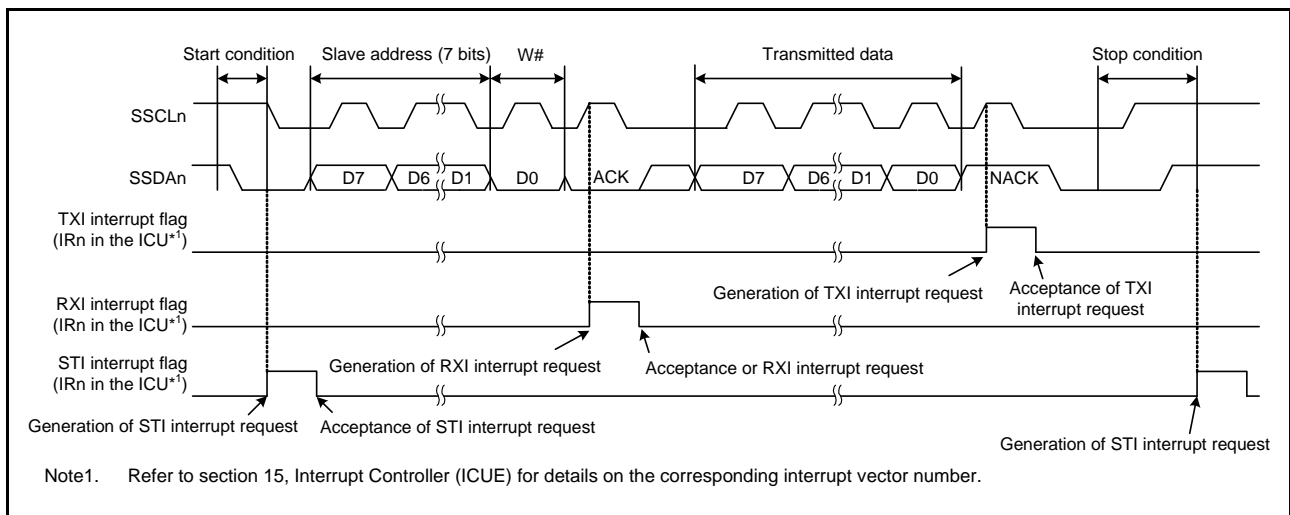 Start condition Slave address (7 bits) W# Transmitted data Stop condition
SSCLn
SSDAn D7 D6 D1 D0 ACK D7 D6 D1 D0 NACK
TXI interrupt flag
(IRn in the ICU*1)
Generation of TXI interrupt request
Acceptance of TXI
interrupt request
RXI interrupt flag
(IRn in the ICU*1)
Generation of RXI interrupt request Acceptance or RXI interrupt request
STI interrupt flag
(IRn in the ICU*1)
Generation of STI interrupt request Acceptance of STI interrupt request Generation of STI interrupt request
Note1. Refer to section 15, Interrupt Controller (ICUE) for details on the corresponding interrupt vector number.